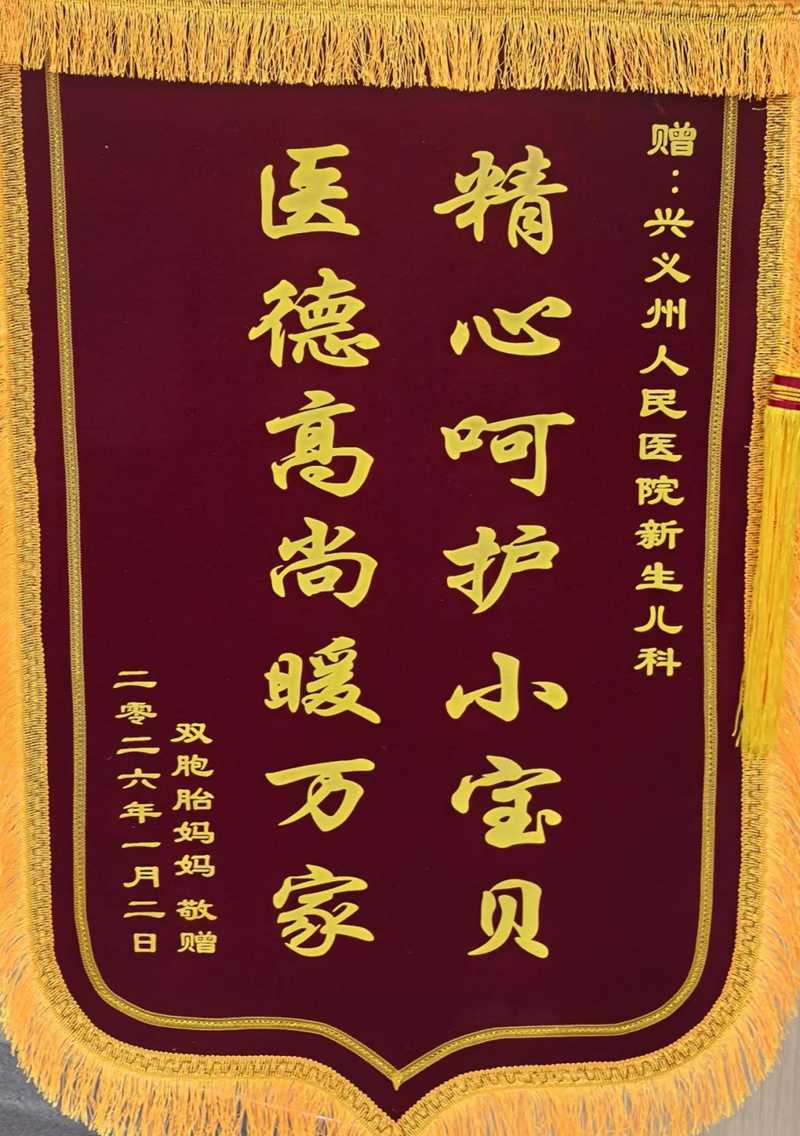 赠：兴义州人民医院新生儿科
精心呵护小宝贝
医德高尚暖万家
双胞胎妈妈 敬赠
二零二六年一月二日